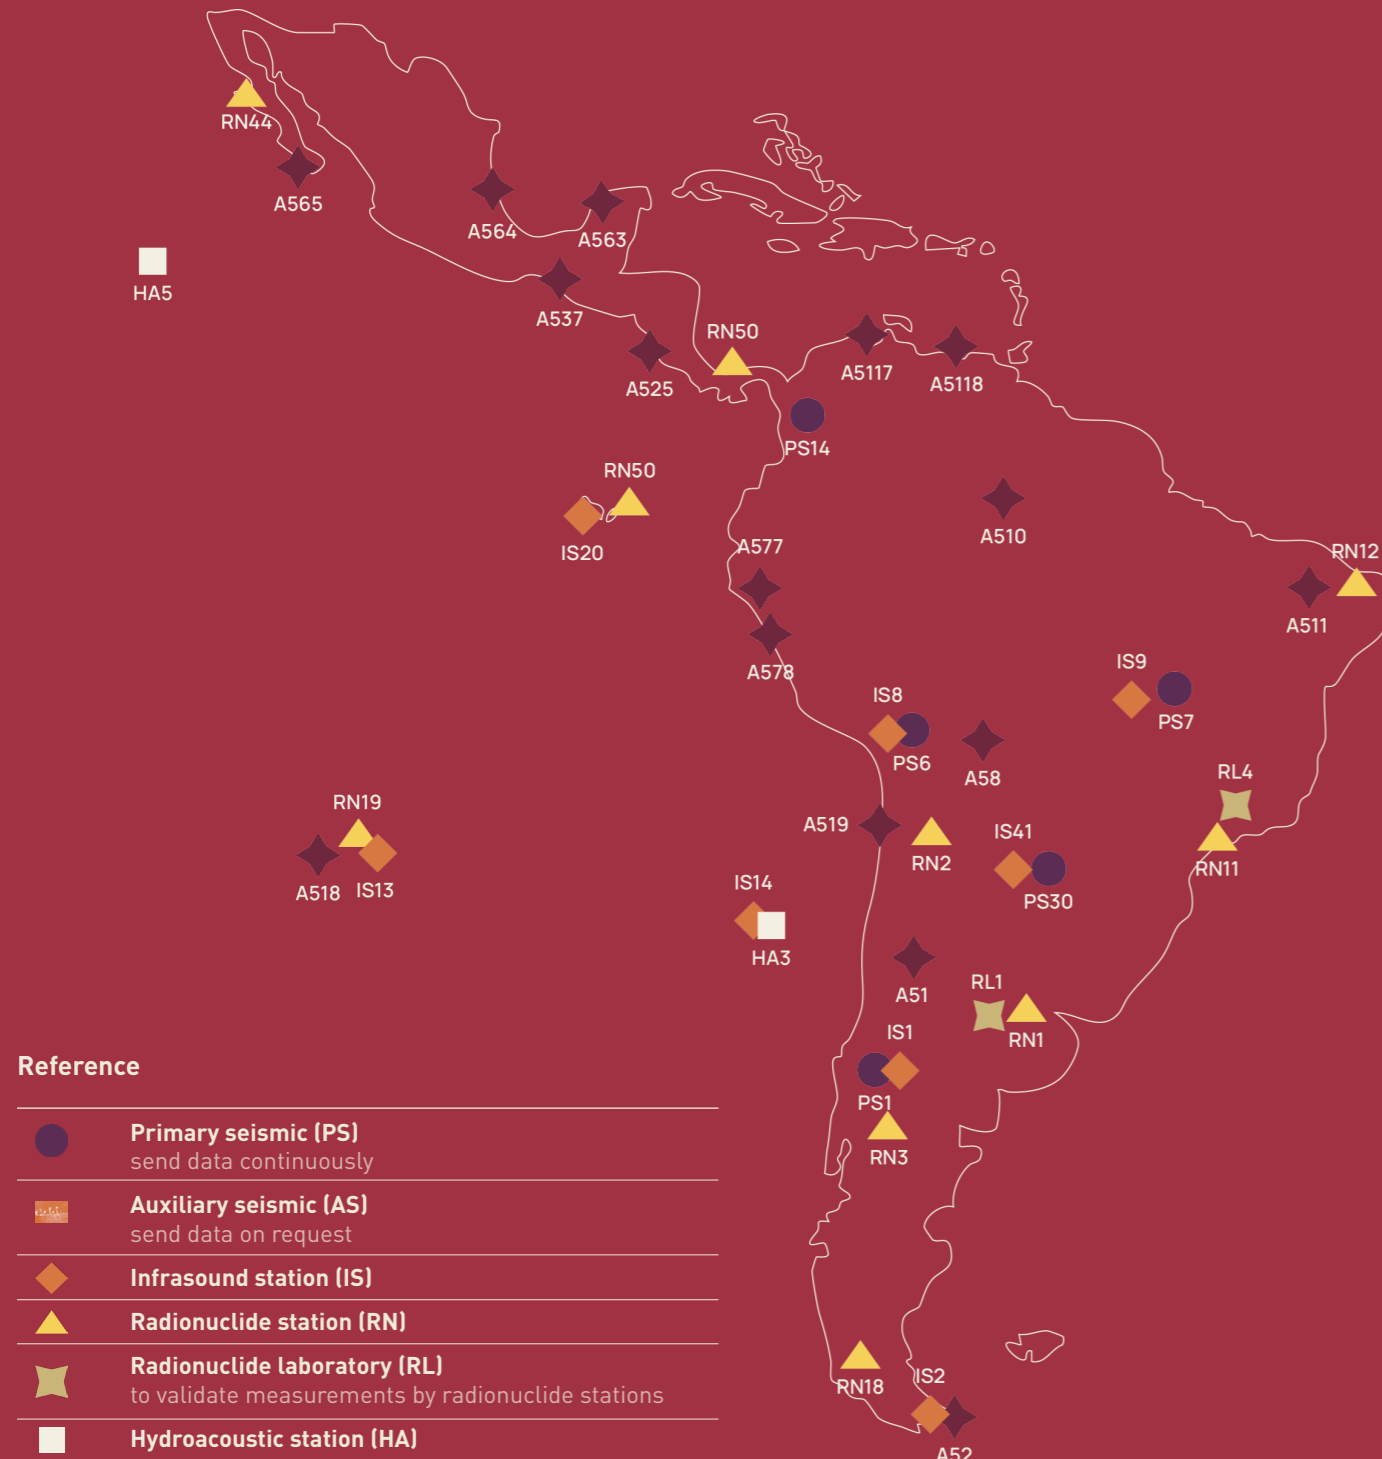 RN44
A565
A564
A563
HA5
A537
RN50
A525
A5117
A5118
PS14
RN50
IS20
A510
A577
RN12
A511
A578
IS9
PS7
IS8
PS6
A58
RL4
RN19
A519
RN2
IS41
RN11
A518
IS13
IS14
PS30
HA3
A51
RL1
RN1
IS1
PS1
RN3
RN18
IS2
A52
Reference
Primary seismic (PS)
send data continuously
Auxiliary seismic (AS)
send data on request
Infrasound station (IS)
Radionuclide station (RN)
Radionuclide laboratory (RL)
to validate measurements by radionuclide stations
Hydroacoustic station (HA)